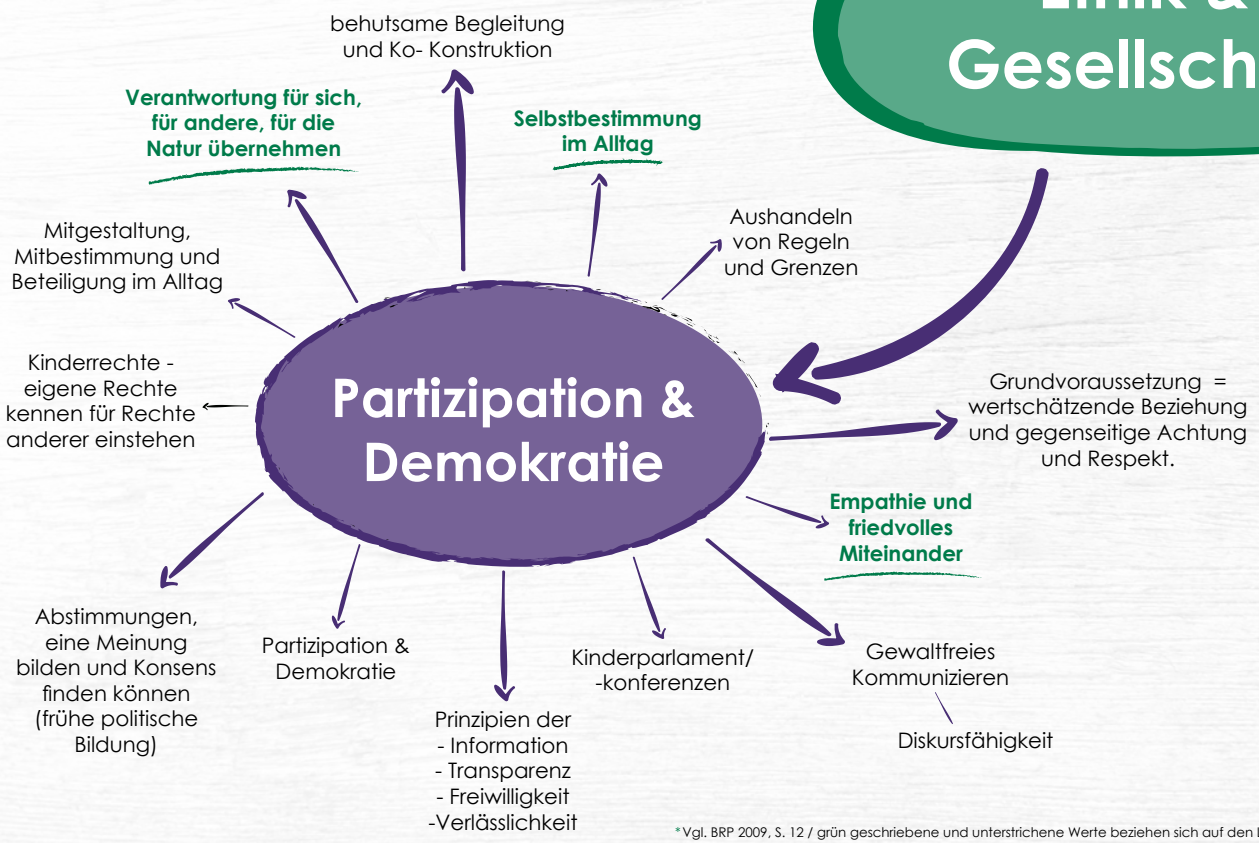 behutsame Begleitung
und Ko- Konstruktion
Gesellsch
Verantwortung für sich,
für andere, für die
Natur übernehmen
Selbstbestimmung
im Alltag
Aushandeln
von Regeln
und Grenzen
Mitgestaltung,
Mitbestimmung und
Beteiligung im Alltag
Kinderrechte -
eigene Rechte
kennen für Rechte
anderer einstehen
Partizipation &
Demokratie
Grundvoraussetzung =
wertschätzende Beziehung
und gegenseitige Achtung
und Respekt.
Empathie und
friedvolles
Miteinander
Abstimmungen,
eine Meinung
bilden und Konsens
finden können
(frühe politische
Bildung)
Partizipation &
Demokratie
Prinzipien der
- Information
- Transparenz
- Freiwilligkeit
-Verlässlichkeit
Kinderparlament/
-konferenzen
Gewaltfreies
Kommunizieren
Diskursfähigkeit
*Vgl. BRP 2009, S. 12 / grün geschriebene und unterstrichene Werte beziehen sich auf den